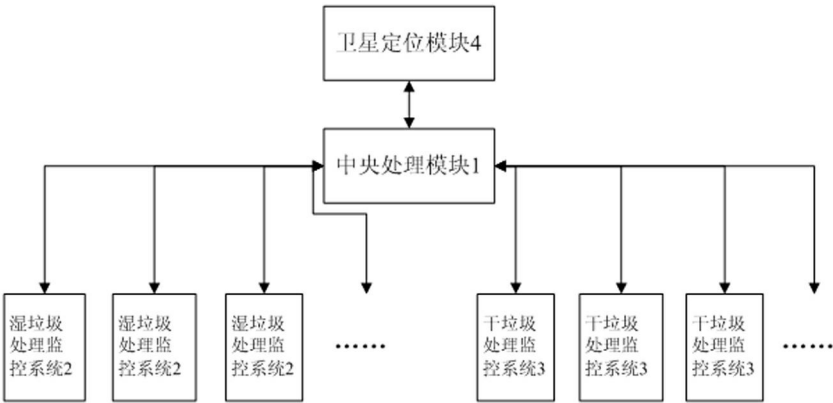 卫星定位模块4
中央处理模块1
湿垃圾
处理监
控系统2
湿垃圾
处理监
控系统2
湿垃圾
处理监
控系统2
……
干垃圾
处理监
控系统3
干垃圾
处理监
控系统3
干垃圾
处理监
控系统3
……